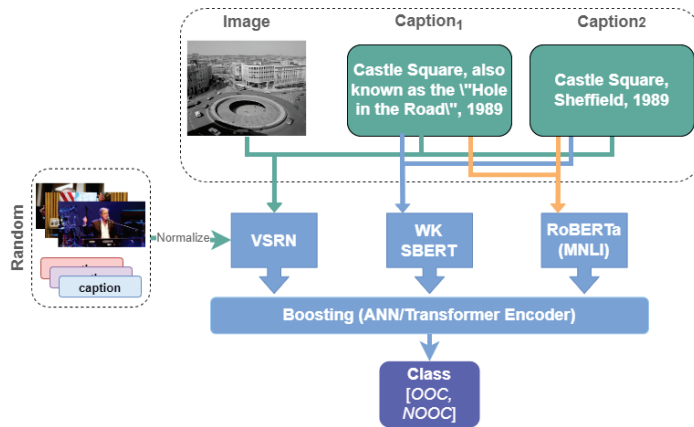 Image
Caption1
Caption2
Castle Square, also
known as the \"Hole
in the Road\", 1989
Castle Square,
Sheffield, 1989
Random
caption
Normalize
VSRN
WK
SBERT
RoBERTa
(MNLI)
Boosting (ANN/Transformer Encoder)
Class
[OOC,
NOOC]